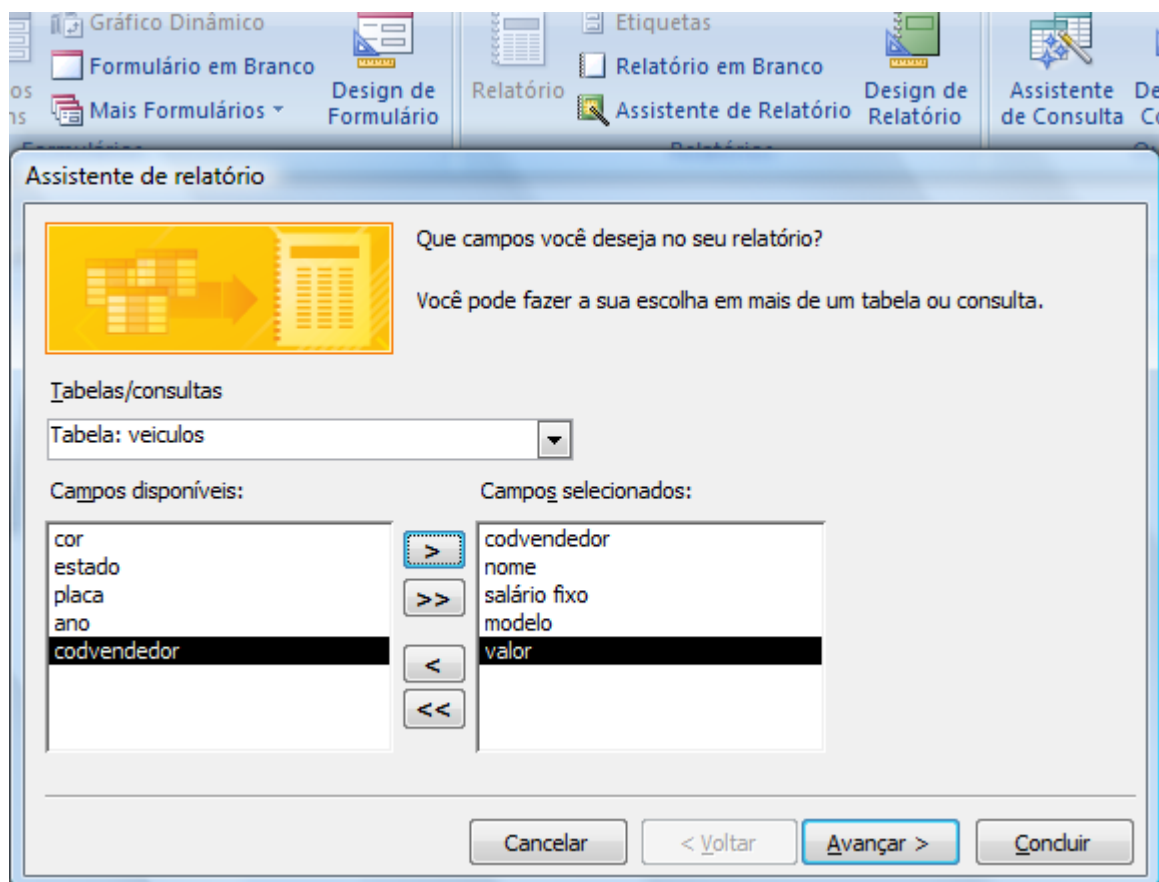 Gráfico Dinâmico
Formulário em Branco
Mais Formulários
Design de
Formulário
Relatório
Etiquetas
Relatório em Branco
Assistente de Relatório
Design de
Relatório
Assistente
de Consulta
Assistente de relatório
Que campos você deseja no seu relatório?
Você pode fazer a sua escolha em mais de um tabela ou consulta.
Tabelas/consultas
Tabela: veiculos
Campos disponíveis:
cor
estado
placa
ano
codvendedor
>
>>
<
<<
Campos selecionados:
codvendedor
nome
salário fixo
modelo
valor
Cancelar
< Voltar
Avançar >
Concluir